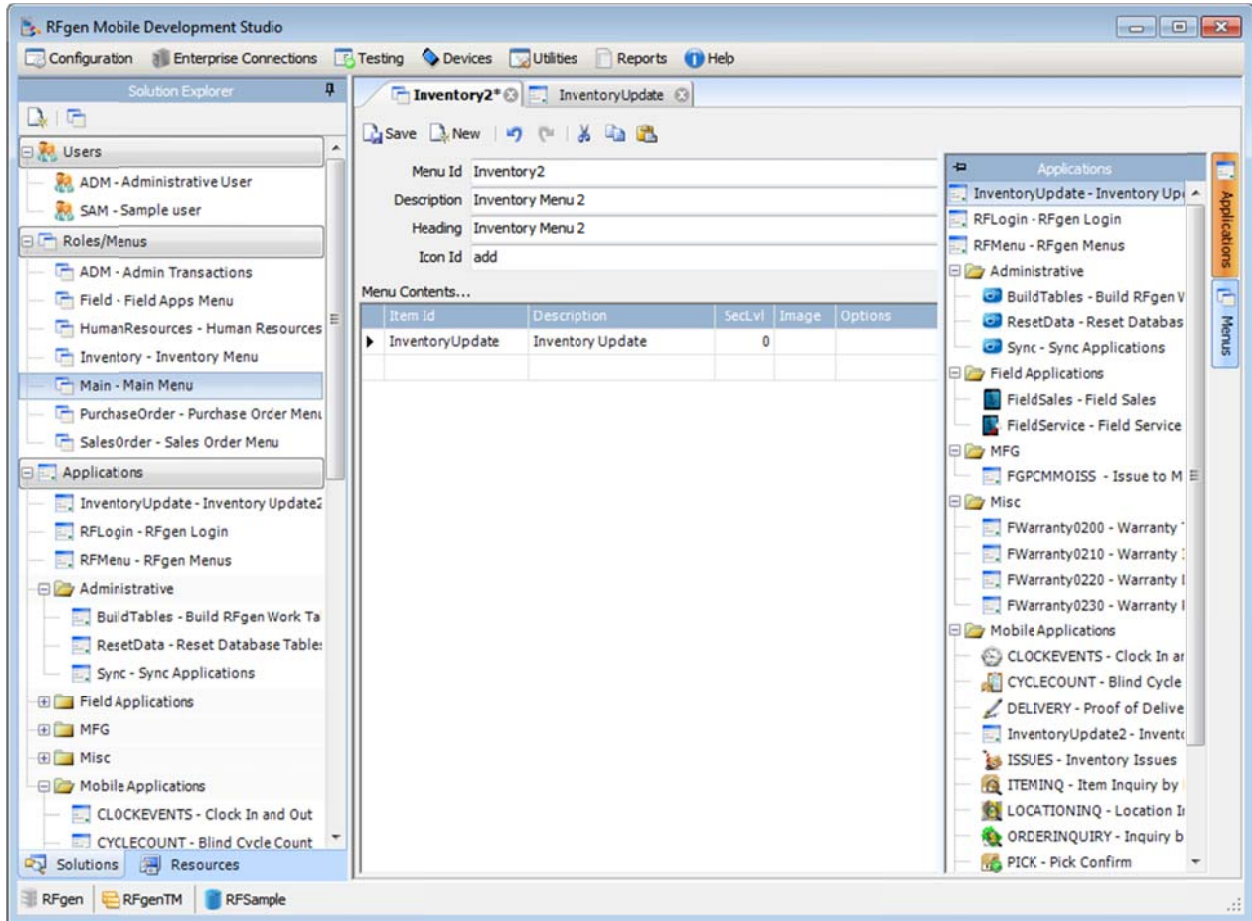 RFgen Mobile Development Studio
Configuration Enterprise Connections Testing Devices Utilities Reports Help
Solution Explorer
Users
ADM - Administrative User
SAM - Sample user
Roles/Menus
ADM - Admin Transactions
Field - Field Apps Menu
HumanResources - Human Resources
Inventory - Inventory Menu
Main - Main Menu
PurchaseOrder - Purchase Order Menu
SalesOrder - Sales Order Menu
Applications
InventoryUpdate - Inventory Update2
RFLogin - RFgen Login
RFMenu - RFgen Menus
Administrative
BuildTables - Build RFgen Work Ta
ResetData - Reset Database Tables
Sync - Sync Applications
Field Applications
MFG
Misc
Mobile Applications
CLOCKEVENTS - Clock In and Out
CYCLECOUNT - Blind Cycle Count
Solutions Resources
Inventory2* InventoryUpdate
Save New
Menu Id Inventory2
Description Inventory Menu 2
Heading Inventory Menu 2
Icon Id add
Menu Contents...
Item Id Description SecLvl Image Options
InventoryUpdate Inventory Update 0
Applications
InventoryUpdate - Inventory Up
RFLogin - RFgen Login
RFMenu - RFgen Menus
Administrative
BuildTables - Build RFgen W
ResetData - Reset Databas
Sync - Sync Applications
Field Applications
FieldSales - Field Sales
FieldService - Field Service
MFG
FGPCMMOISS - Issue to M
Misc
FWarranty0200 - Warranty
FWarranty0210 - Warranty
FWarranty0220 - Warranty
FWarranty0230 - Warranty
Mobile Applications
CLOCKEVENTS - Clock In ar
CYCLECOUNT - Blind Cycle
DELIVERY - Proof of Delive
InventoryUpdate2 - Invent
ISSUES - Inventory Issues
ITEMINQ - Item Inquiry by
LOCATIONINQ - Location I
ORDERINQUIRY - Inquiry b
PICK - Pick Confirm
Applications
Menus
RFgen RFgenTM RFSample